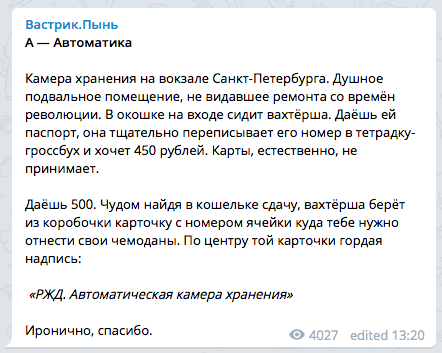 Вастрик.Пынь
А — Автоматика
Камера хранения на вокзале Санкт-Петербурга. Душное
подвальное помещение, не видавшее ремонта со времён
революции. В окошке на входе сидит вахтёрша. Даёшь ей
паспорт, она тщательно переписывает его номер в тетрадку-
гроссбух и хочет 450 рублей. Карты, естественно, не
принимает.
Даёшь 500. Чудом найдя в кошельке сдачу, вахтёрша берёт
из коробочки карточку с номером ячейки куда тебе нужно
отнести свои чемоданы. По центру той карточки гордая
надпись:
«РЖД. Автоматическая камера хранения»
Иронично, спасибо.
4027 edited 13:20